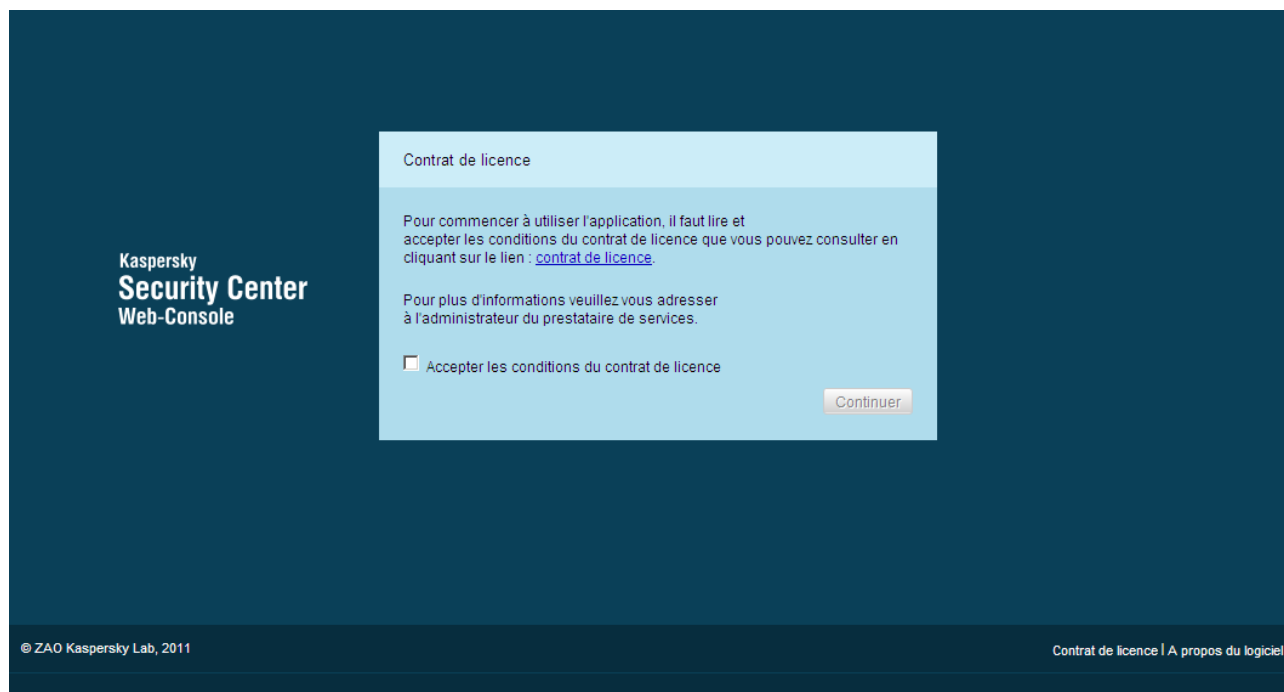 Contrat de licence
Pour commencer à utiliser l'application, il faut lire et
accepter les conditions du contrat de licence que vous pouvez consulter en
cliquant sur le lien : contrat de licence.
Kaspersky
Security Center
Web-Console
Pour plus d'informations veuillez vous adresser
à l'administrateur du prestataire de services.
Accepter les conditions du contrat de licence
Continuer
© ZAO Kaspersky Lab, 2011
Contrat de licence | A propos du logiciel